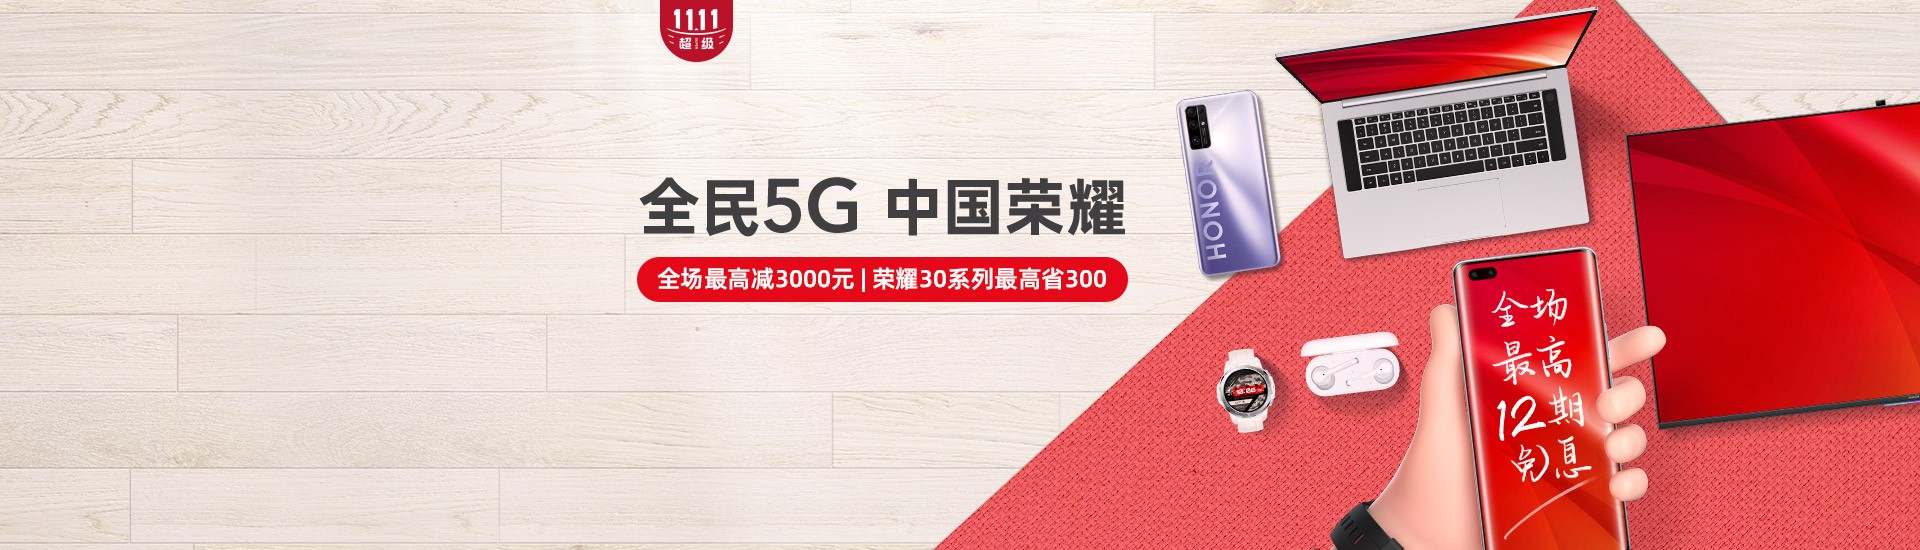 11.11
超级
全民5G 中国荣耀
全场最高减3000元 | 荣耀30系列最高省300
HONOR
全场
最高
12期
免息